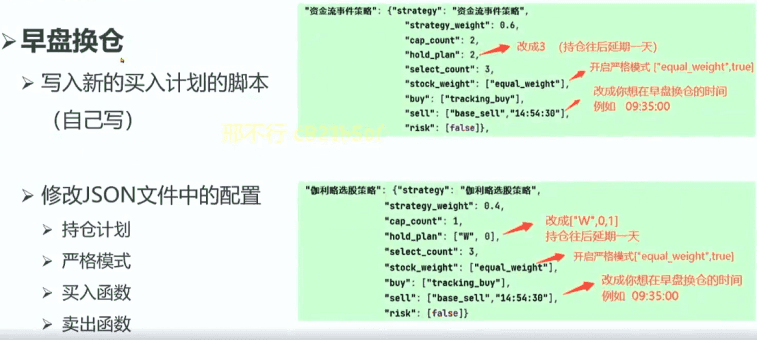 早盘换仓
写入新的买入计划的脚本
(自己写)
修改JSON文件中的配置
持仓计划
严格模式
买入函数
卖出函数
"资金流事件策略": {"strategy": "资金流事件策略",
"strategy_weight": 0.6,
"cap_count": 2,
"hold_plan": 2,
改成3 (持仓往后延期一天)
"select_count": 3,
"stock_weight": ["equal_weight"],
开启严格模式 ["equal_weight",true]
"buy": ["tracking_buy"],
"sell": ["base_sell","14:54:30"],
改成你想在早盘换仓的时间
例如 09:35:00
"risk": [false]},
"伽利略选股策略": {"strategy": "伽利略选股策略",
"strategy_weight": 0.4,
"cap_count": 1,
"hold_plan": ["W", 0],
改成["W",0,1]
持仓往后延期一天
"select_count": 3,
"stock_weight": ["equal_weight"],
开启严格模式["equal_weight",true]
"buy": ["tracking_buy"],
"sell": ["base_sell","14:54:30"],
改成你想在早盘换仓的时间
例如 09:35:00
"risk": [false]}